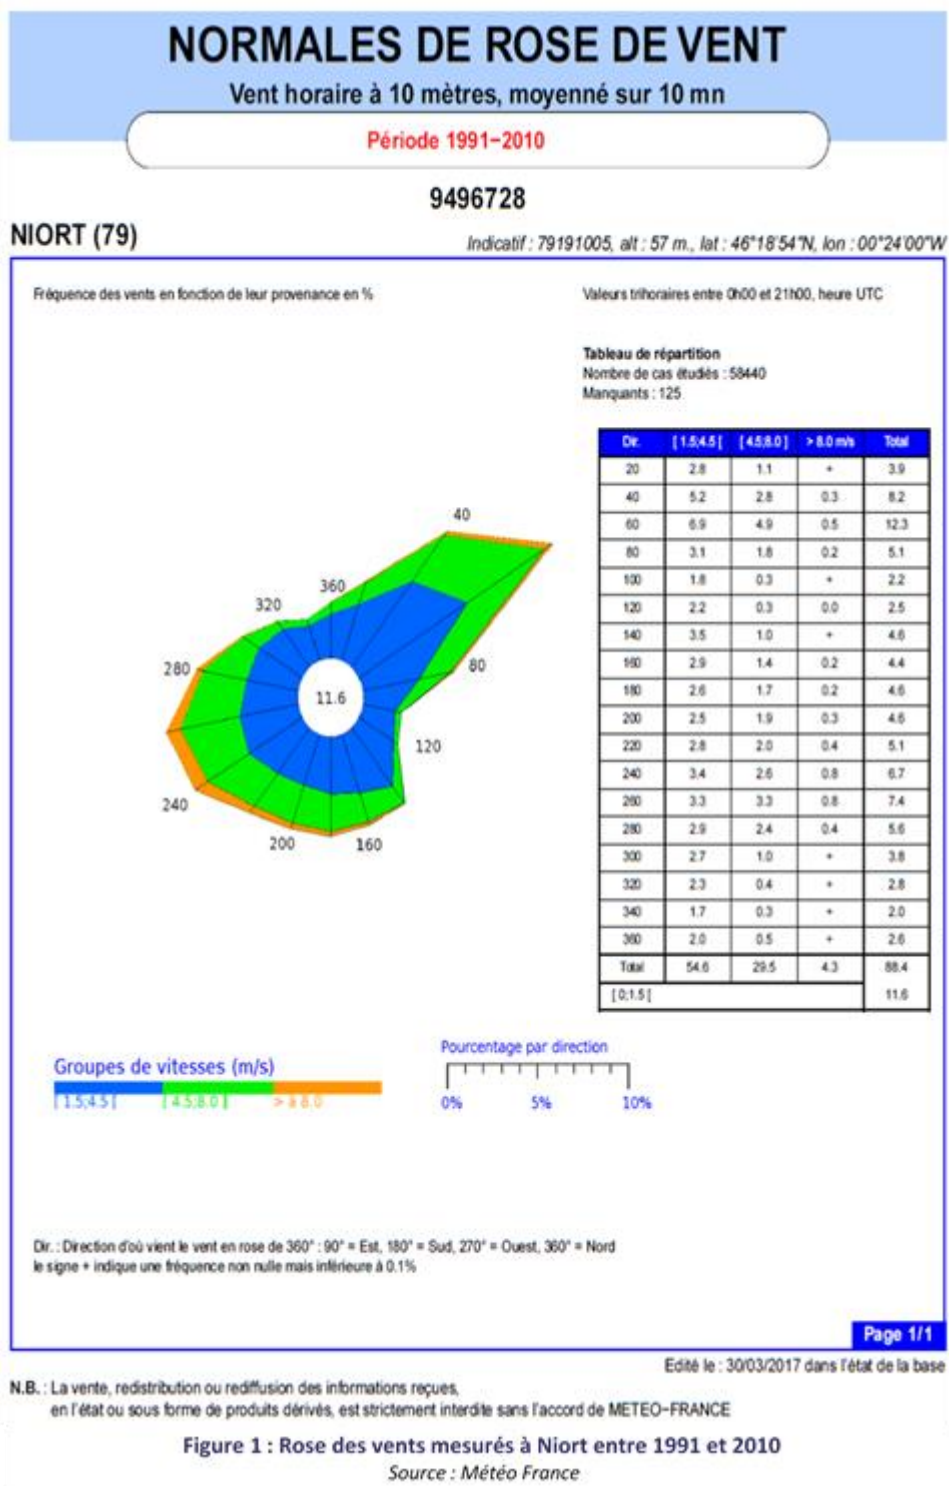 NORMALES DE ROSE DE VENT
Vent horaire à 10 mètres, moyenné sur 10 mn
Période 1991−2010
9496728
NIORT (79)
Indicatif : 79191005, alt : 57 m., lat : 46°18'54"N, lon : 00°24'00"W
Fréquence des vents en fonction de leur provenance en %
Valeurs trihoraires entre 0h00 et 21h00, heure UTC
Tableau de répartition
Nombre de cas étudiés : 58440
Manquants : 125
Dir. [ 1.5;4.5 [ [ 4.5;8.0 ] > 8.0 m/s Total
20 2.8 1.1 + 3.9
40 5.2 2.8 0.3 8.2
60 6.9 4.9 0.5 12.3
80 3.1 1.8 0.2 5.1
100 1.8 0.3 + 2.2
120 2.2 0.3 0.0 2.5
140 3.5 1.0 + 4.6
160 2.9 1.4 0.2 4.4
180 2.6 1.7 0.2 4.6
200 2.5 1.9 0.3 4.6
220 2.8 2.0 0.4 5.1
240 3.4 2.6 0.8 6.7
260 3.3 3.3 0.8 7.4
280 2.9 2.4 0.4 5.6
300 2.7 1.0 + 3.8
320 2.3 0.4 + 2.8
340 1.7 0.3 + 2.0
360 2.0 0.5 + 2.6
Total 54.6 29.5 4.3 88.4
[ 0;1.5 [ 11.6
40
360
320
280
80
11.6
120
240
200
160
Groupes de vitesses (m/s)
[ 1.5;4.5 [ [ 4.5;8.0 ] > à 8.0
Pourcentage par direction
0% 5% 10%
Dir. : Direction d'où vient le vent en rose de 360° : 90° = Est, 180° = Sud, 270° = Ouest, 360° = Nord
le signe + indique une fréquence non nulle mais inférieure à 0.1%
Page 1/1
Edité le : 30/03/2017 dans l'état de la base
N.B. : La vente, redistribution ou rediffusion des informations reçues,
en l'état ou sous forme de produits dérivés, est strictement interdite sans l'accord de METEO−FRANCE
Figure 1 : Rose des vents mesurés à Niort entre 1991 et 2010
Source : Météo France